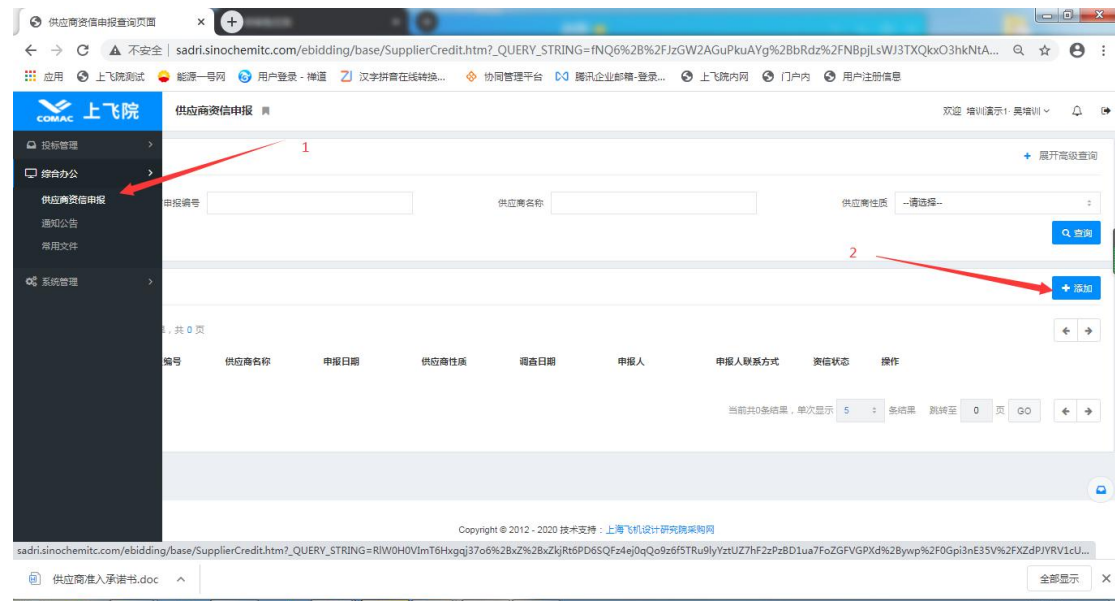 供应商资信申报查询页面
不安全 sadri.sinochemitc.com/ebidding/base/SupplierCredit.htm?_QUERY_STRING=fNQ6%2B%2FJzGW2AGuPkuAYg%2BbRdz%2FNBpjLsWJ3TXQkxO3hkNtA...
应用 上飞院测试 能源一号网 用户登录 - 禅道 汉字拼音在线转换... 协同管理平台 腾讯企业邮箱-登录... 上飞院内网 门户内 用户注册信息
COMAC 上飞院 供应商资信申报 欢迎 培训演示1· 吴培训
投标管理 1 + 展开高级查询
综合办公
供应商资信申报 申报编号 供应商名称 供应商性质 --请选择--
通知公告
常用文件 查询
2
系统管理 + 添加
, 共 0 页
编号 供应商名称 申报日期 供应商性质 调查日期 申报人 申报人联系方式 资信状态 操作
当前共0条结果 , 单次显示 5 条结果 跳转至 0 页 GO
Copyright © 2012 - 2020 技术支持 : 上海飞机设计研究院采购网
sadri.sinochemitc.com/ebidding/base/SupplierCredit.htm?_QUERY_STRING=RlW0H0VImT6Hxgqj37o6%2BxZ%2BxZkjRt6PD6SQFz4ej0qQo9z6f5TRu9lyYztUZ7hF2zPzBD1ua7FoZGFVGPXd%2Bywp%2F0Gpi3nE35V%2FXZdPJYRV1cU...
供应商准入承诺书.doc 全部显示